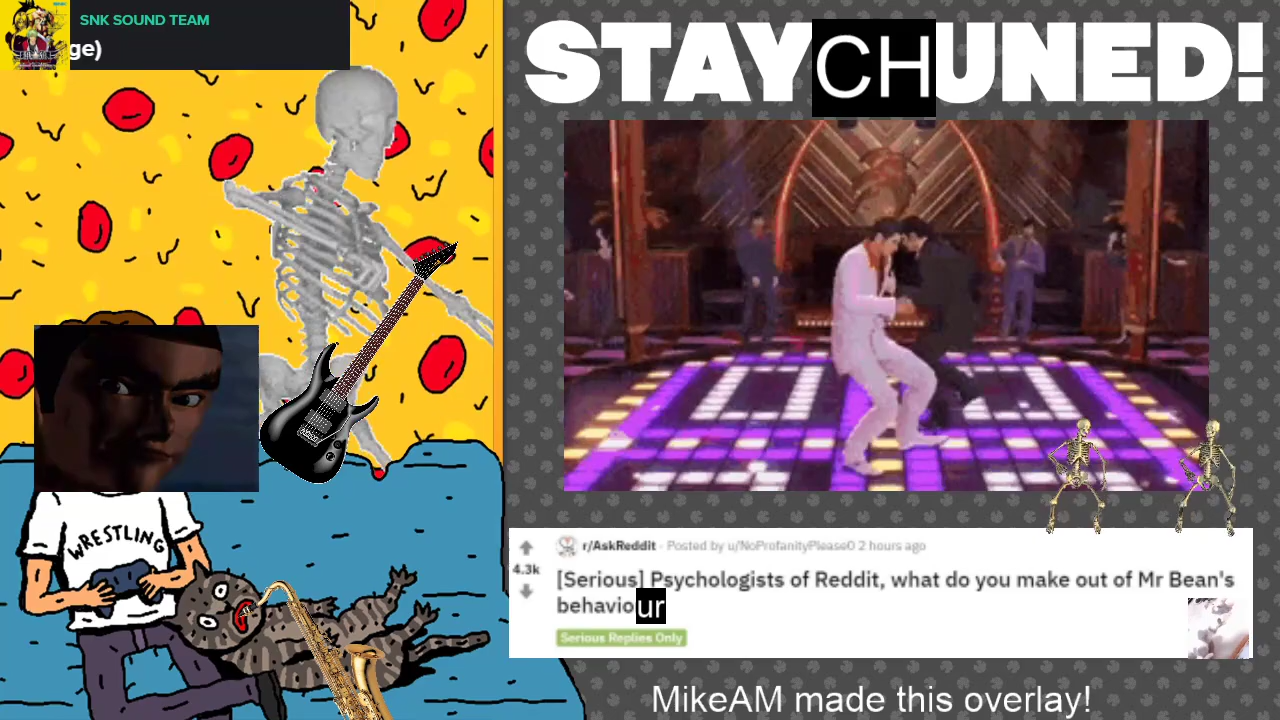 SNK SOUND TEAM
ge)
STAYCHUNED!
WRESTLING
r/AskReddit · Posted by u/NoProfanityPlease0 2 hours ago
4.3k
[Serious] Psychologists of Reddit, what do you make out of Mr Bean's
behaviour
Serious Replies Only
MikeAM made this overlay!